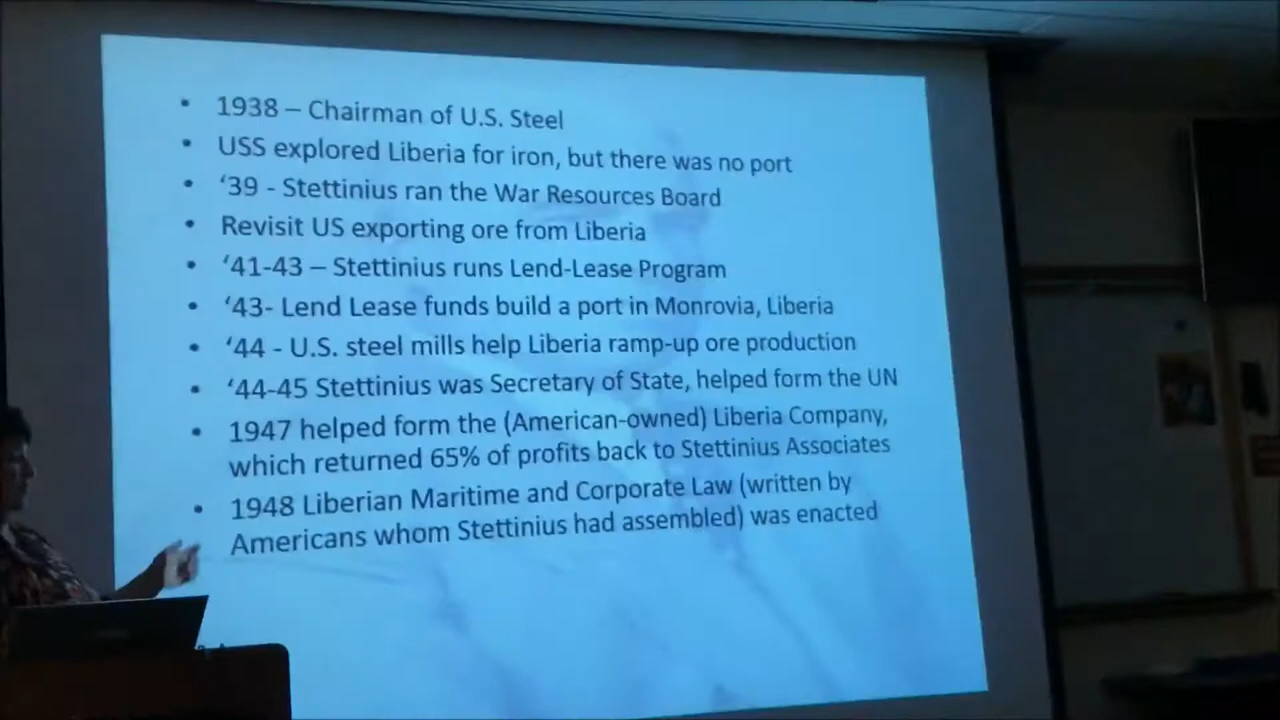 • 1938 – Chairman of U.S. Steel
• USS explored Liberia for iron, but there was no port
• ‘39 - Stettinius ran the War Resources Board
• Revisit US exporting ore from Liberia
• ‘41-43 – Stettinius runs Lend-Lease Program
• ‘43- Lend Lease funds build a port in Monrovia, Liberia
• ‘44 - U.S. steel mills help Liberia ramp-up ore production
• ‘44-45 Stettinius was Secretary of State, helped form the UN
• 1947 helped form the (American-owned) Liberia Company,
which returned 65% of profits back to Stettinius Associates
• 1948 Liberian Maritime and Corporate Law (written by
Americans whom Stettinius had assembled) was enacted